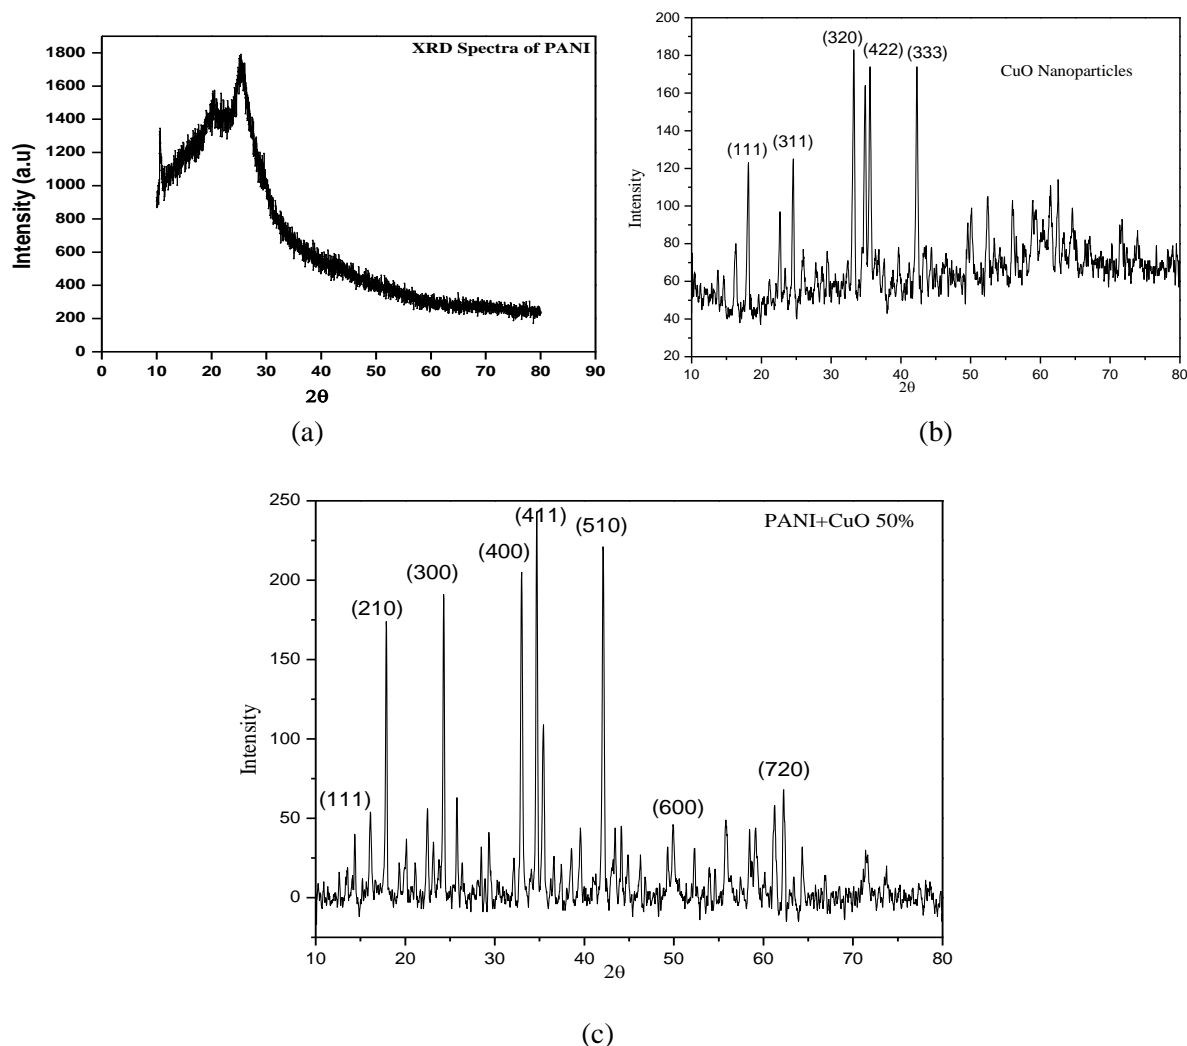 XRD Spectra of PANI
1800
1600
1400
1200
1000
800
600
400
200
0
Intensity (a.u)
0 10 20 30 40 50 60 70 80 90
2θ
(a)
CuO Nanoparticles
200
180
160
140
120
100
80
60
40
20
Intensity
(111)
(311)
(320)
(422)
(333)
10 20 30 40 50 60 70 80
2θ
(b)
PANI+CuO 50%
250
200
150
100
50
0
Intensity
(111)
(210)
(300)
(400)
(411)
(510)
(600)
(720)
10 20 30 40 50 60 70 80
2θ
(c)